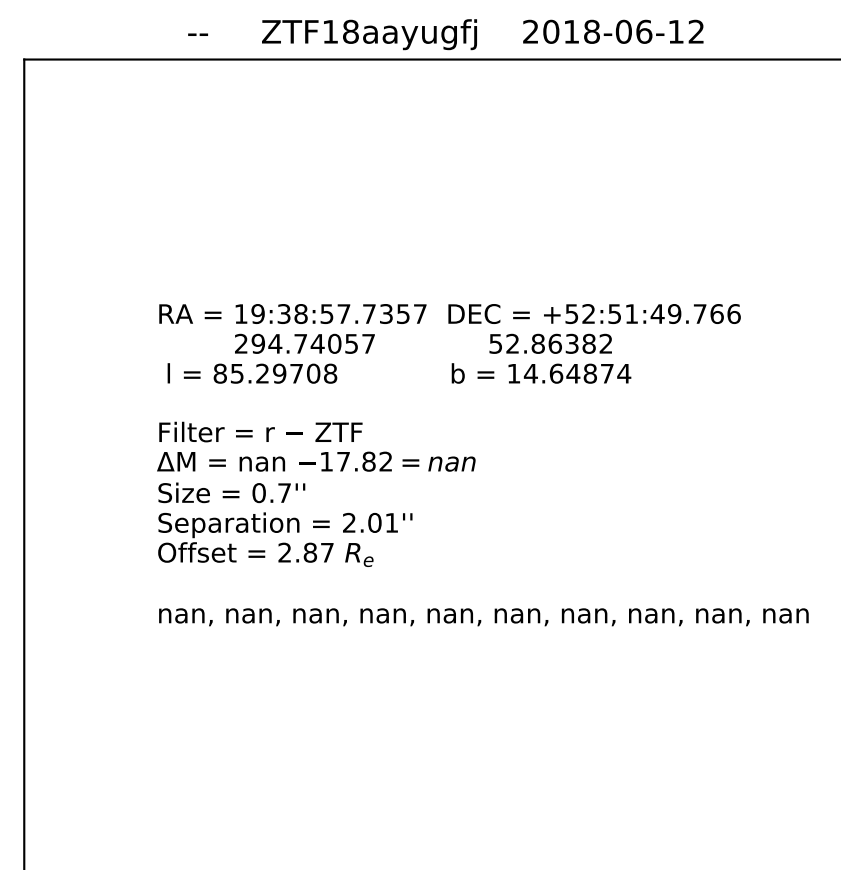 -- ZTF18aayugfj 2018-06-12
RA = 19:38:57.7357 DEC = +52:51:49.766
294.74057 52.86382
l = 85.29708 b = 14.64874
Filter = r − ZTF
ΔM = nan −17.82 = nan
Size = 0.7''
Separation = 2.01''
Offset = 2.87 Rₑ
nan, nan, nan, nan, nan, nan, nan, nan, nan, nan